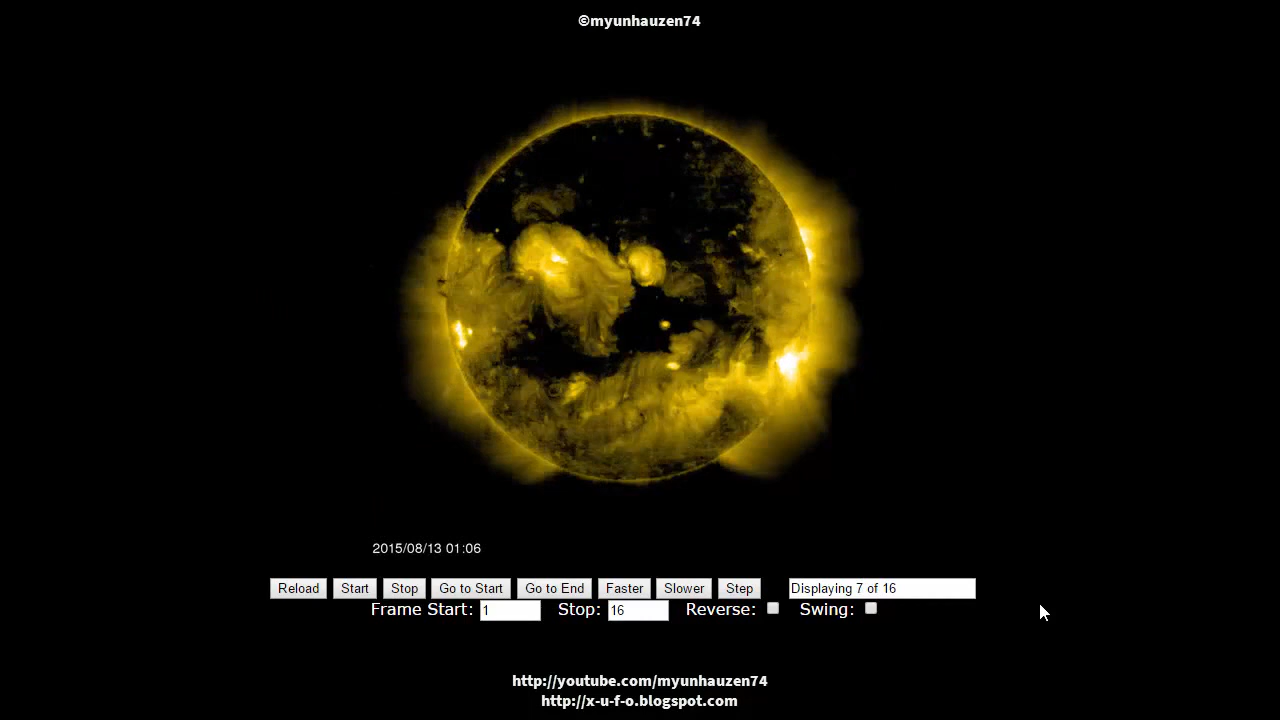 ©myunhauzen74
2015/08/13 01:06
Reload Start Stop Go to Start Go to End Faster Slower Step Displaying 7 of 16
Frame Start: 1 Stop: 16 Reverse: Swing:
http://youtube.com/myunhauzen74
http://x-u-f-o.blogspot.com